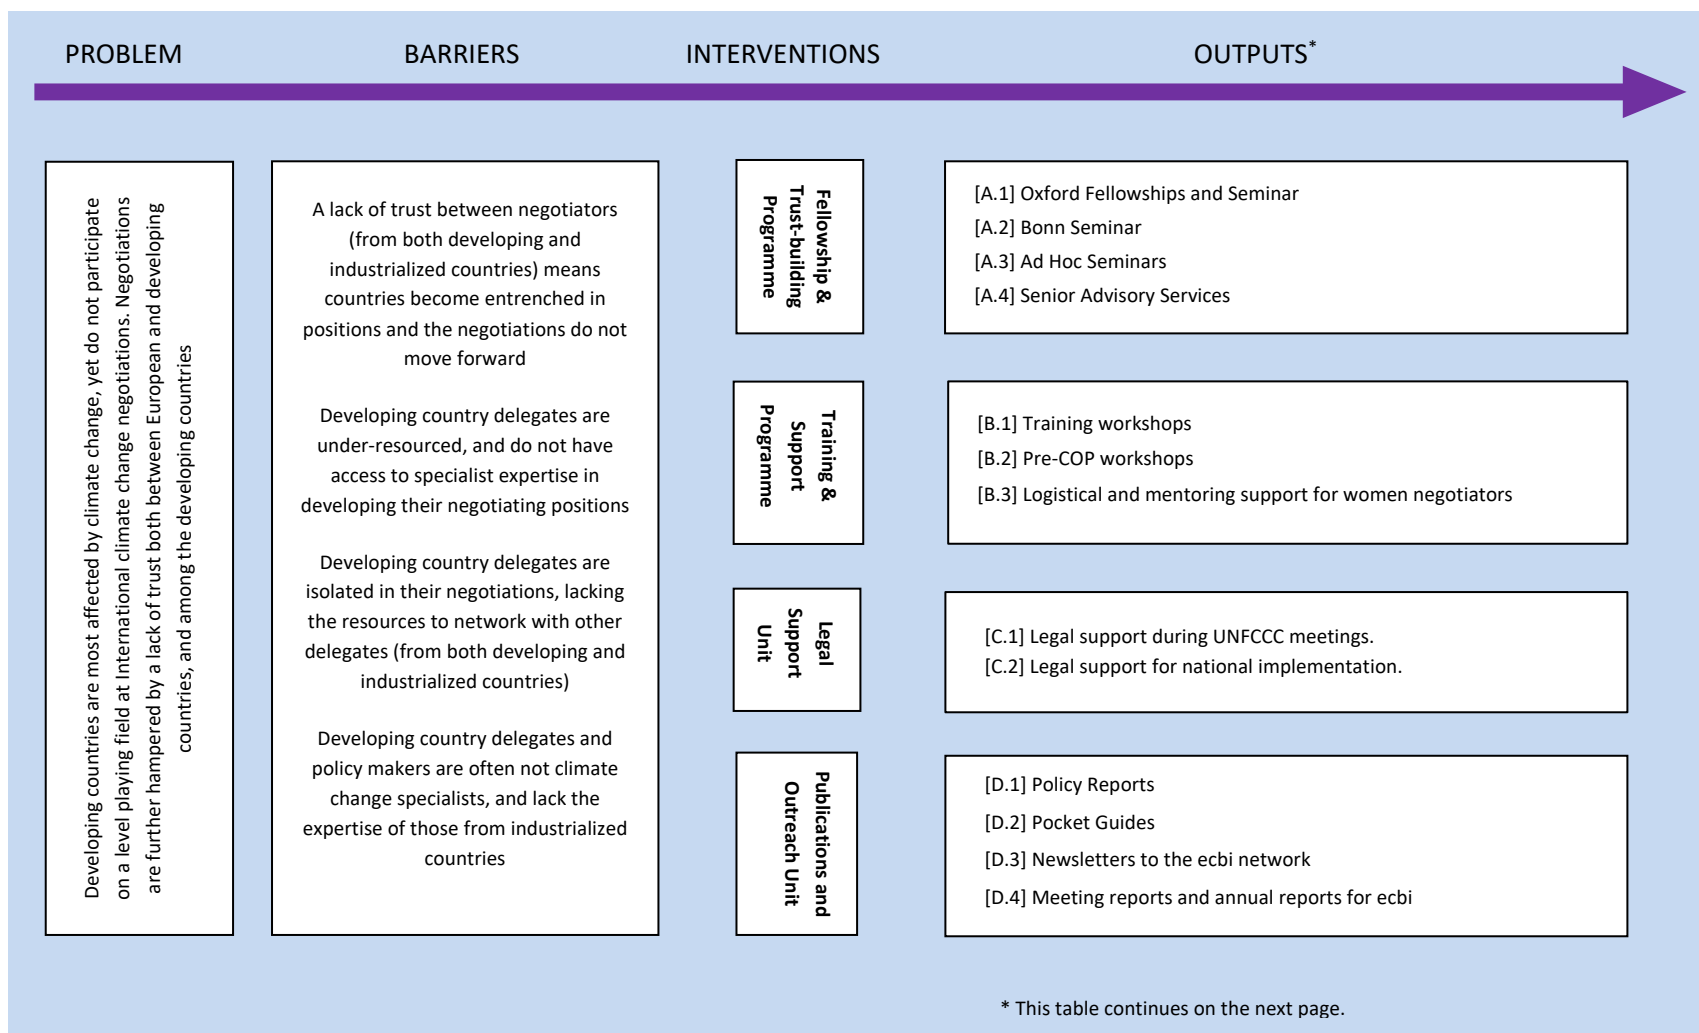 PROBLEM
BARRIERS
INTERVENTIONS
OUTPUTS*
Developing countries are most affected by climate change, yet do not participate
on a level playing field at International climate change negotiations. Negotiations
are further hampered by a lack of trust both between European and developing
countries, and among the developing countries
A lack of trust between negotiators
(from both developing and
industrialized countries) means
countries become entrenched in
positions and the negotiations do not
move forward
Developing country delegates are
under-resourced, and do not have
access to specialist expertise in
developing their negotiating positions
Developing country delegates are
isolated in their negotiations, lacking
the resources to network with other
delegates (from both developing and
industrialized countries)
Developing country delegates and
policy makers are often not climate
change specialists, and lack the
expertise of those from industrialized
countries
Fellowship &
Trust-building
Programme
[A.1] Oxford Fellowships and Seminar
[A.2] Bonn Seminar
[A.3] Ad Hoc Seminars
[A.4] Senior Advisory Services
Training &
Support
Programme
[B.1] Training workshops
[B.2] Pre-COP workshops
[B.3] Logistical and mentoring support for women negotiators
Legal
Support
Unit
[C.1] Legal support during UNFCCC meetings.
[C.2] Legal support for national implementation.
Publications and
Outreach Unit
[D.1] Policy Reports
[D.2] Pocket Guides
[D.3] Newsletters to the ecbi network
[D.4] Meeting reports and annual reports for ecbi
* This table continues on the next page.